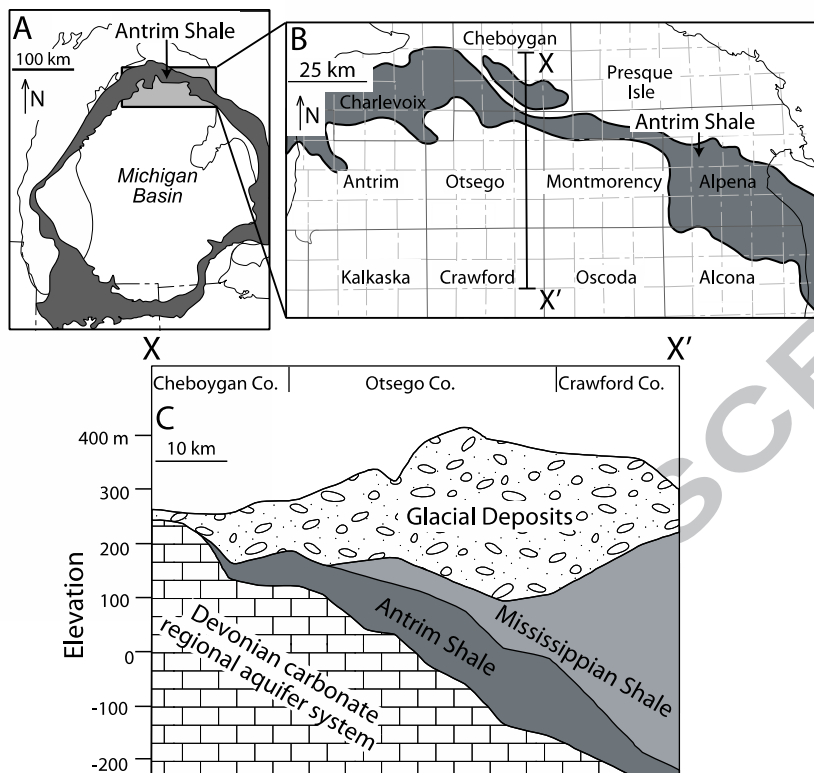 A
Antrim Shale
100 km
N
Michigan
Basin
B
Cheboygan
X
25 km
N
Presque
Isle
Charlevoix
Antrim Shale
Antrim
Otsego
Montmorency
Alpena
Kalkaska
Crawford
Oscoda
Alcona
X'
X
X'
Cheboygan Co.
Otsego Co.
Crawford Co.
C
10 km
400 m
300
200
100
0
-100
-200
Elevation
Glacial Deposits
Mississippian Shale
Antrim Shale
Devonian carbonate
regional aquifer system
SCE